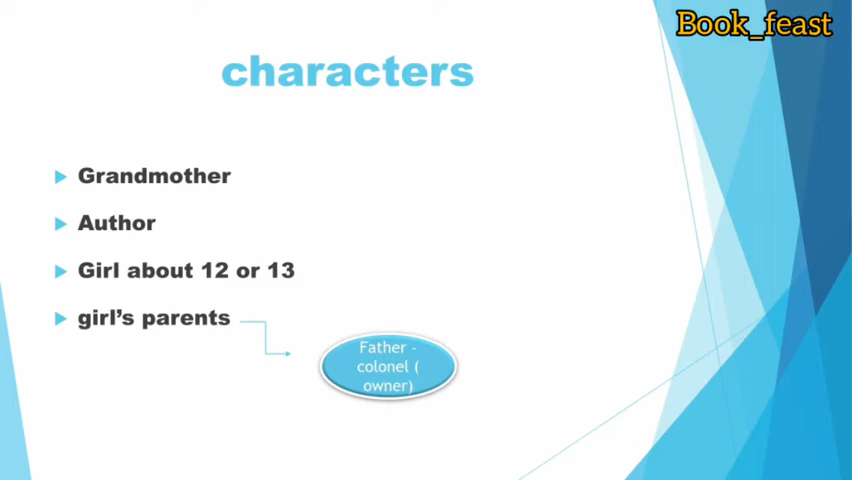 Book_feast
characters
Grandmother
Author
Girl about 12 or 13
girl's parents
Father -
colonel (
owner)